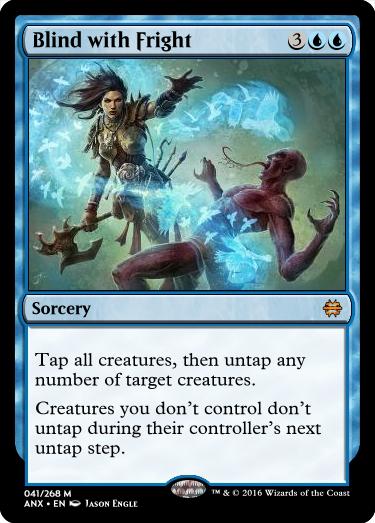 Blind with Fright 3
Sorcery
Tap all creatures, then untap any
number of target creatures.
Creatures you don't control don't
untap during their controller's next
untap step.
041/268 M
ANX • EN Jason Engle
™ & © 2016 Wizards of the Coast